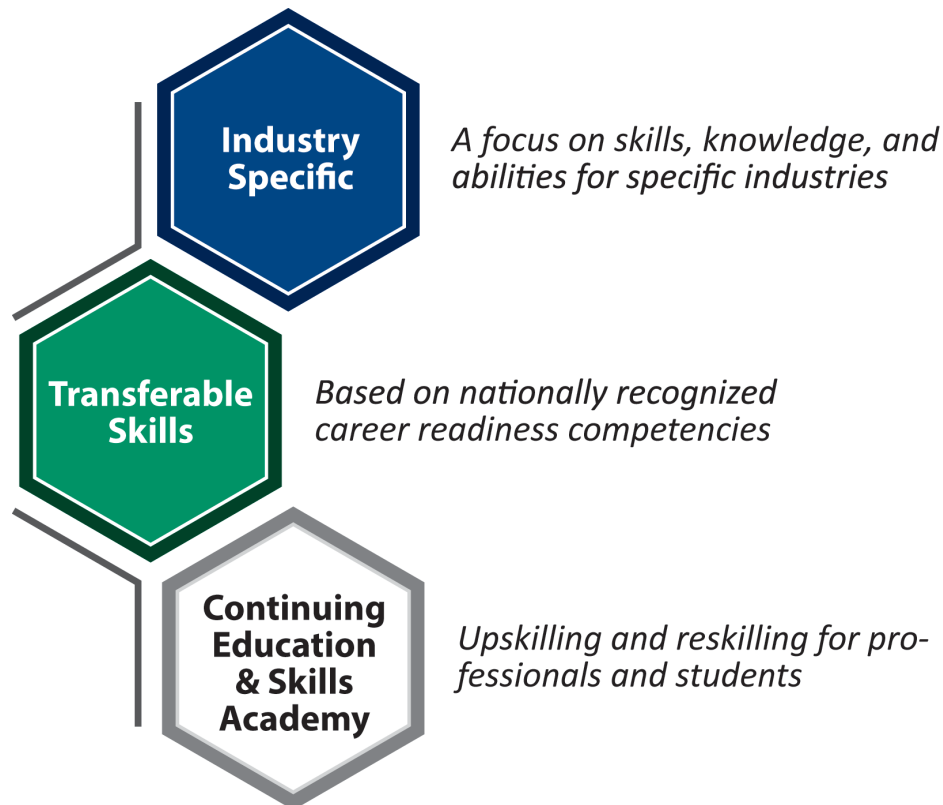 Industry
Specific
A focus on skills, knowledge, and
abilities for specific industries
Transferable
Skills
Based on nationally recognized
career readiness competencies
Continuing
Education
& Skills
Academy
Upskilling and reskilling for pro-
fessionals and students